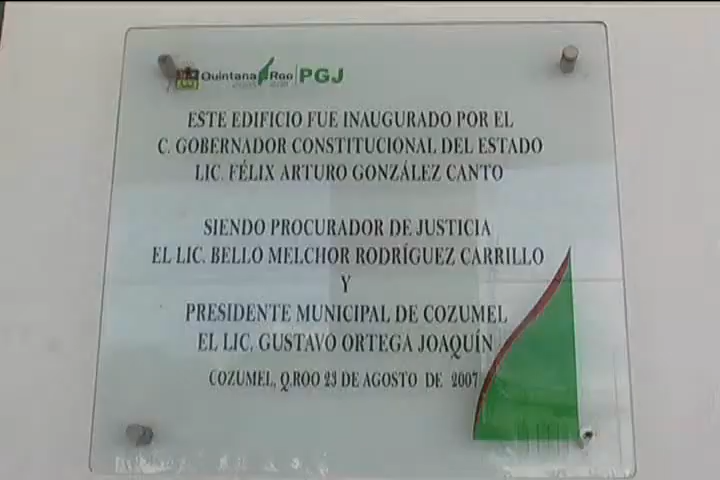 Quintana Roo PGJ
ESTE EDIFICIO FUE INAUGURADO POR EL
C. GOBERNADOR CONSTITUCIONAL DEL ESTADO
LIC. FÉLIX ARTURO GONZÁLEZ CANTO
SIENDO PROCURADOR DE JUSTICIA
EL LIC. BELLO MELCHOR RODRÍGUEZ CARRILLO
Y
PRESIDENTE MUNICIPAL DE COZUMEL
EL LIC. GUSTAVO ORTEGA JOAQUÍN
COZUMEL, Q.ROO 23 DE AGOSTO DE 2007